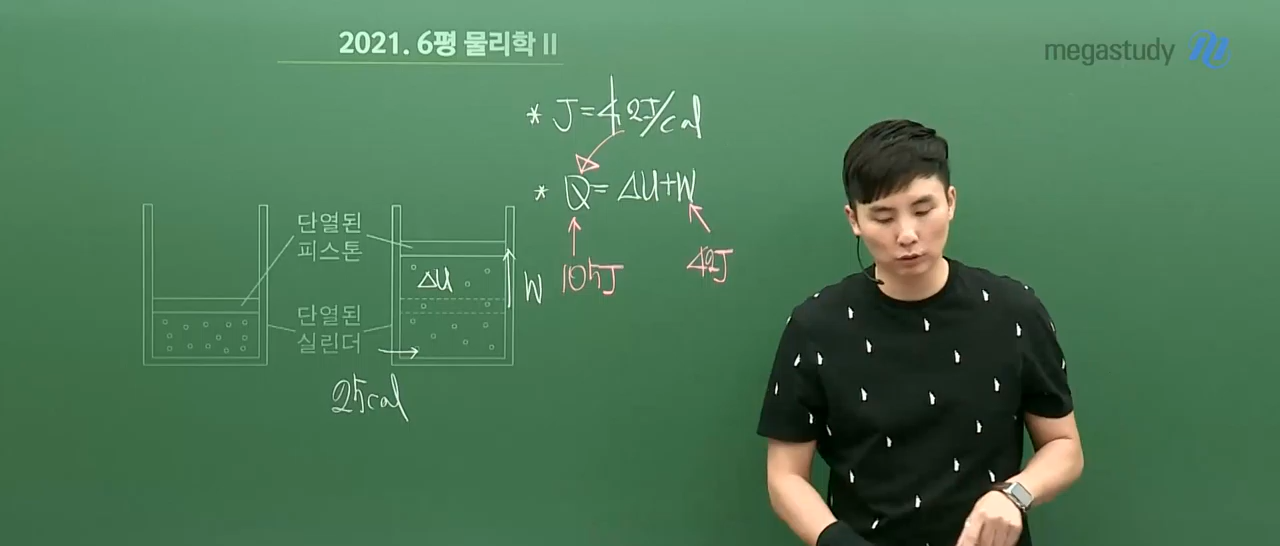 2021. 6평 물리학 II
megastudy
* J=4.2J/cal
* Q=ΔU+W
105J
42J
단열된
피스톤
ΔU
W
단열된
실린더
25cal